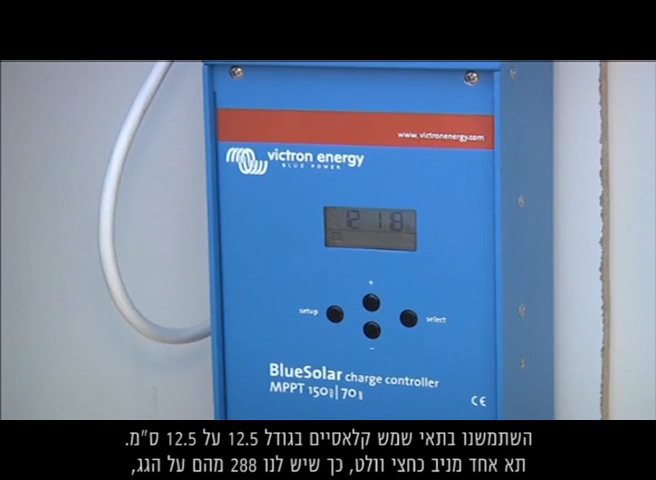 www.victronenergy.com
victron energy
BLUE POWER
218
+
setup
select
-
BlueSolar charge controller
MPPT 150 | 70
CE
השתמשנו בתאי שמש קלאסיים בגודל 12.5 על 12.5 ס"מ.
תא אחד מניב כחצי וולט, כך שיש לנו 288 מהם על הגג,